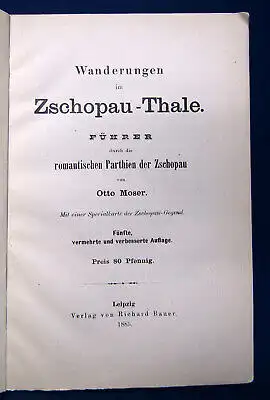 Wanderungen
im
Zschopau-Thale.
FÜHRER
durch die
romantischen Parthien der Zschopau
von
Otto Moser.
Mit einer Specialkarte der Zschopau-Gegend.
Fünfte,
vermehrte und verbesserte Auflage.
Preis 80 Pfennig.
Leipzig
Verlag von Richard Bauer.
1885.